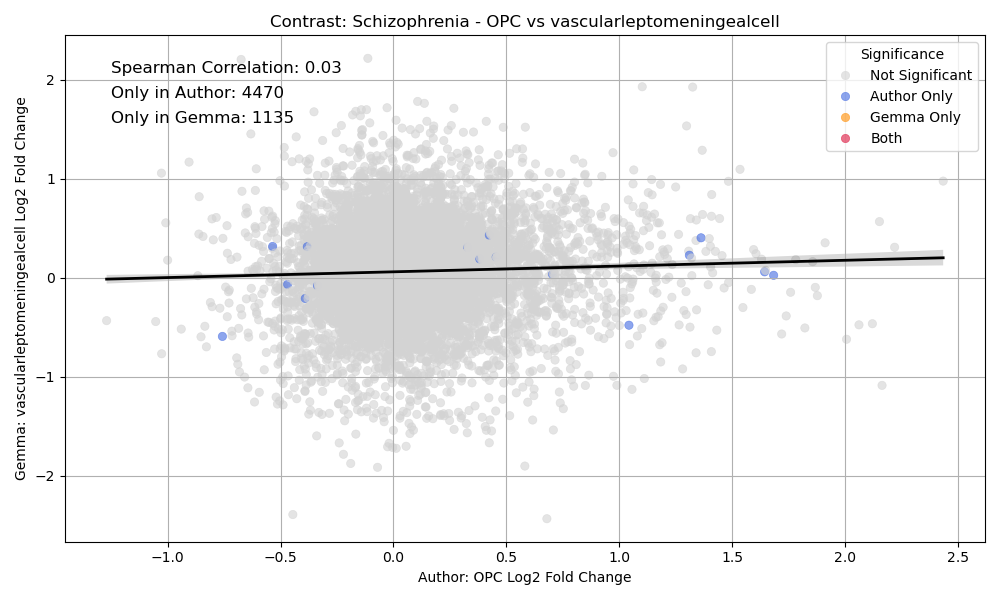 Contrast: Schizophrenia - OPC vs vascularleptomeningealcell
Spearman Correlation: 0.03
Only in Author: 4470
Only in Gemma: 1135
Significance
Not Significant
Author Only
Gemma Only
Both
Gemma: vascularleptomeningealcell Log2 Fold Change
2
1
0
−1
−2
−1.0
−0.5
0.0
0.5
1.0
1.5
2.0
2.5
Author: OPC Log2 Fold Change